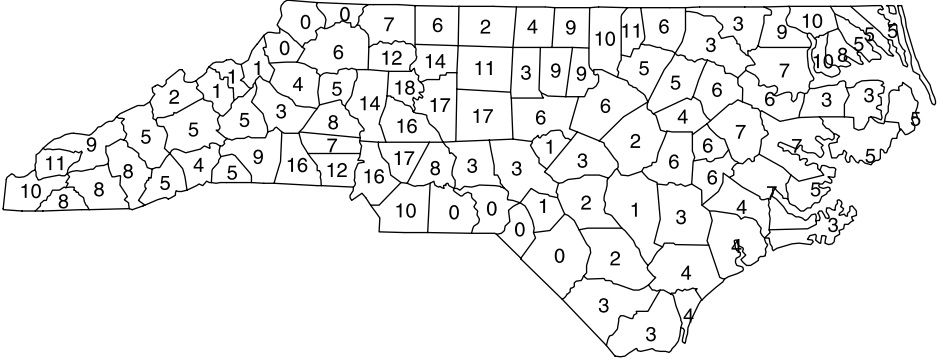 0 0 7 6 2 4 9 10 11 6 3 9 10 5 5
0 6 12 14 3 5 8 10
1 1 1 4 5 18 11 3 9 9 5 5 6 7
2 3 14 17 17 6 6 4 6 3 3 5
5 5 5 8 16 2 7
9 7 1 6 6 7 5
11 8 4 5 9 16 12 16 17 8 3 3 3 6
10 8 8 5 10 0 0 1 2 1 3 4 7 5
0 4 3
0 2 4
3 3 4